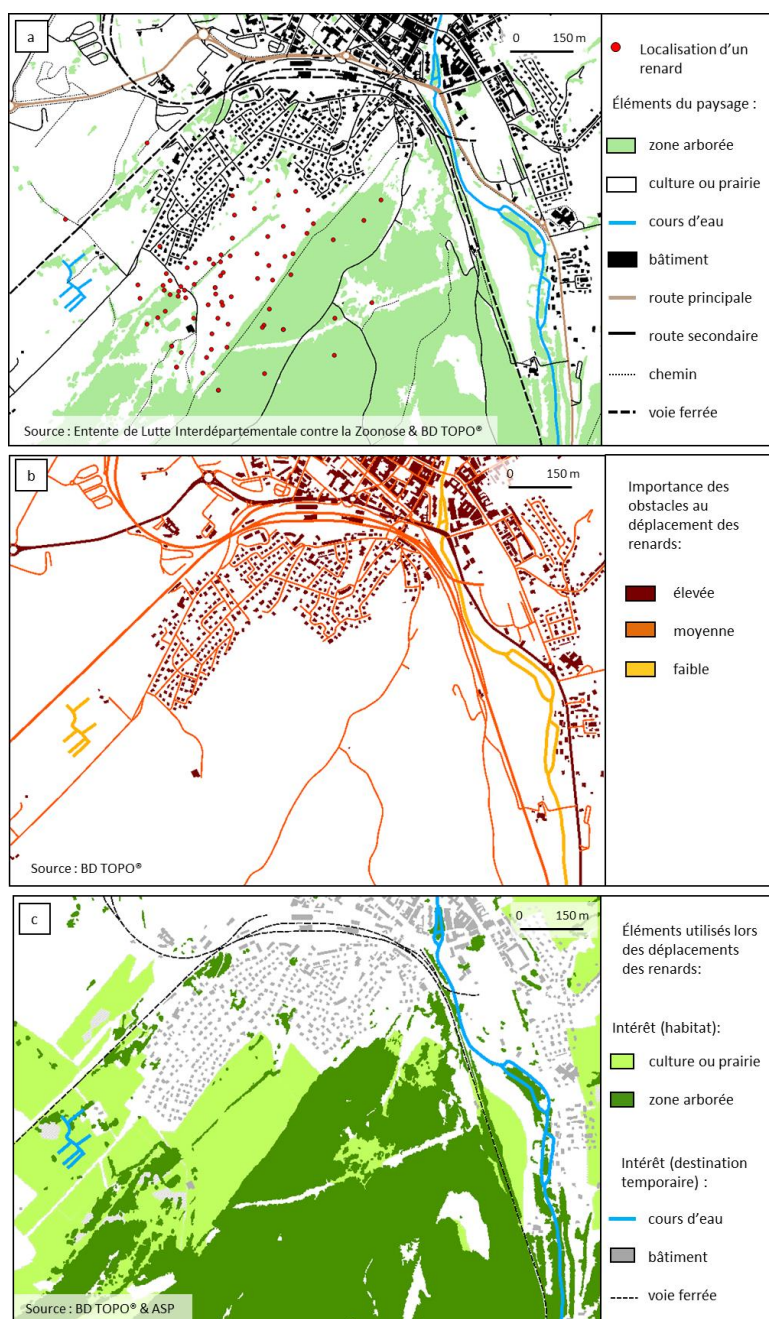 a
0 150 m
Source : Entente de Lutte Interdépartementale contre la Zoonose & BD TOPO®
Localisation d’un
renard
Éléments du paysage :
zone arborée
culture ou prairie
cours d’eau
bâtiment
route principale
route secondaire
chemin
voie ferrée
b
0 150 m
Source : BD TOPO®
Importance des
obstacles au
déplacement des
renards:
élevée
moyenne
faible
c
0 150 m
Source : BD TOPO® & ASP
Éléments utilisés lors
des déplacements
des renards:
Intérêt (habitat):
culture ou prairie
zone arborée
Intérêt (destination
temporaire) :
cours d’eau
bâtiment
voie ferrée